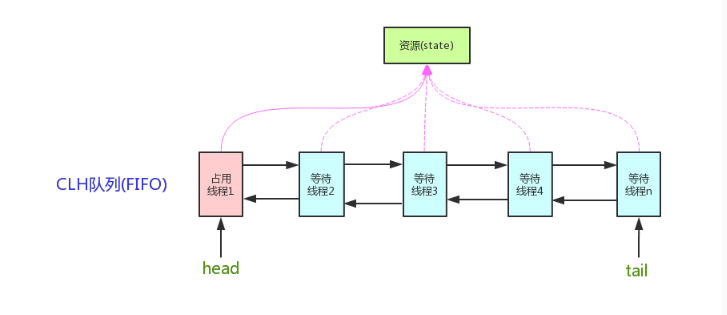 资源(state)
CLH队列(FIFO)
占用
线程1
等待
线程2
等待
线程3
等待
线程4
等待
线程n
head
tail